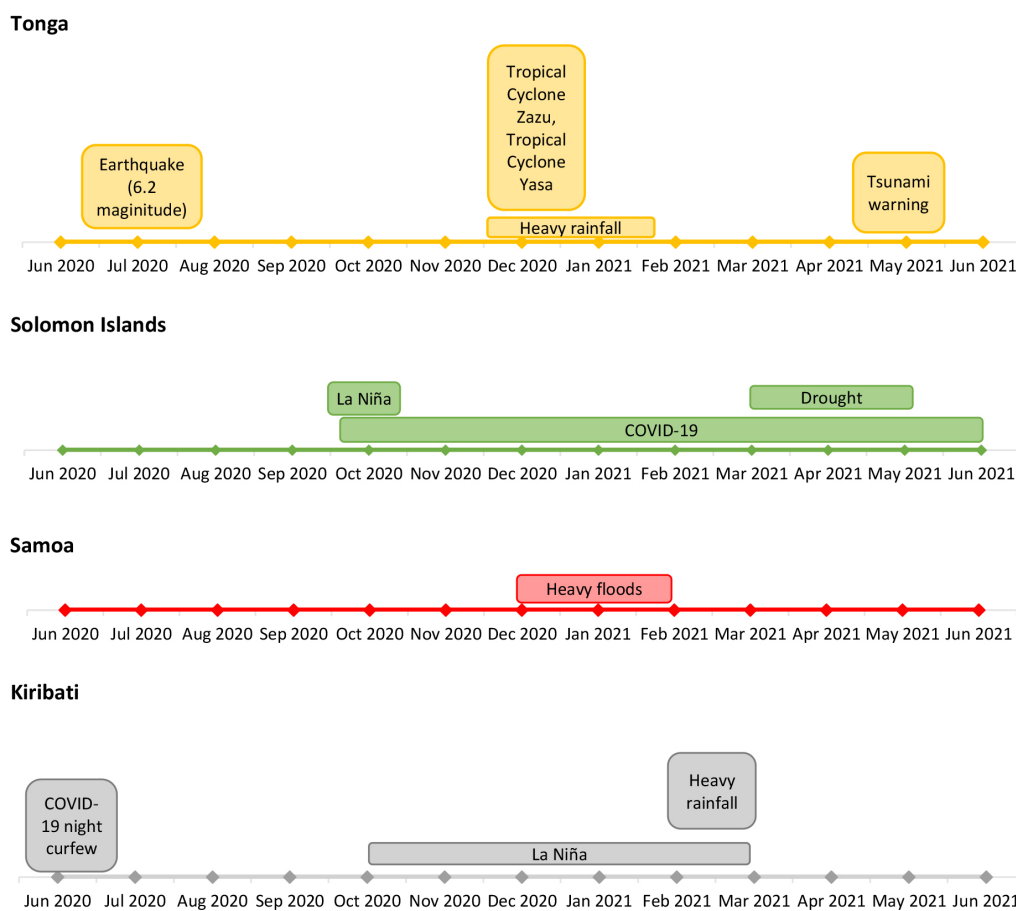 Tonga
Tropical
Cyclone
Zazu,
Tropical
Cyclone
Yasa
Earthquake
(6.2
maginitude)
Tsunami
warning
Heavy rainfall
Jun 2020 Jul 2020 Aug 2020 Sep 2020 Oct 2020 Nov 2020 Dec 2020 Jan 2021 Feb 2021 Mar 2021 Apr 2021 May 2021 Jun 2021
Solomon Islands
La Niña
Drought
COVID-19
Jun 2020 Jul 2020 Aug 2020 Sep 2020 Oct 2020 Nov 2020 Dec 2020 Jan 2021 Feb 2021 Mar 2021 Apr 2021 May 2021 Jun 2021
Samoa
Heavy floods
Jun 2020 Jul 2020 Aug 2020 Sep 2020 Oct 2020 Nov 2020 Dec 2020 Jan 2021 Feb 2021 Mar 2021 Apr 2021 May 2021 Jun 2021
Kiribati
Heavy
rainfall
COVID-
19 night
curfew
La Niña
Jun 2020 Jul 2020 Aug 2020 Sep 2020 Oct 2020 Nov 2020 Dec 2020 Jan 2021 Feb 2021 Mar 2021 Apr 2021 May 2021 Jun 2021